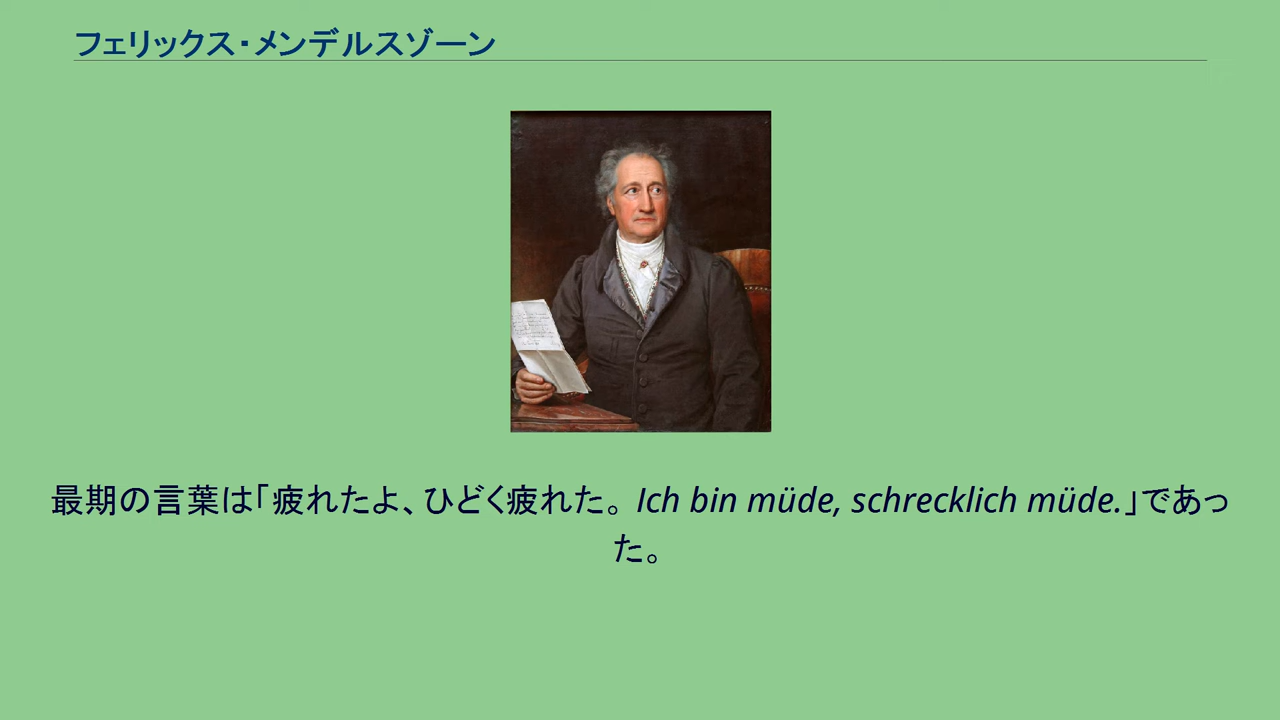 フェリックス・メンデルスゾーン
最期の言葉は「疲れたよ、ひどく疲れた。Ich bin müde, schrecklich müde.」であっ
た。